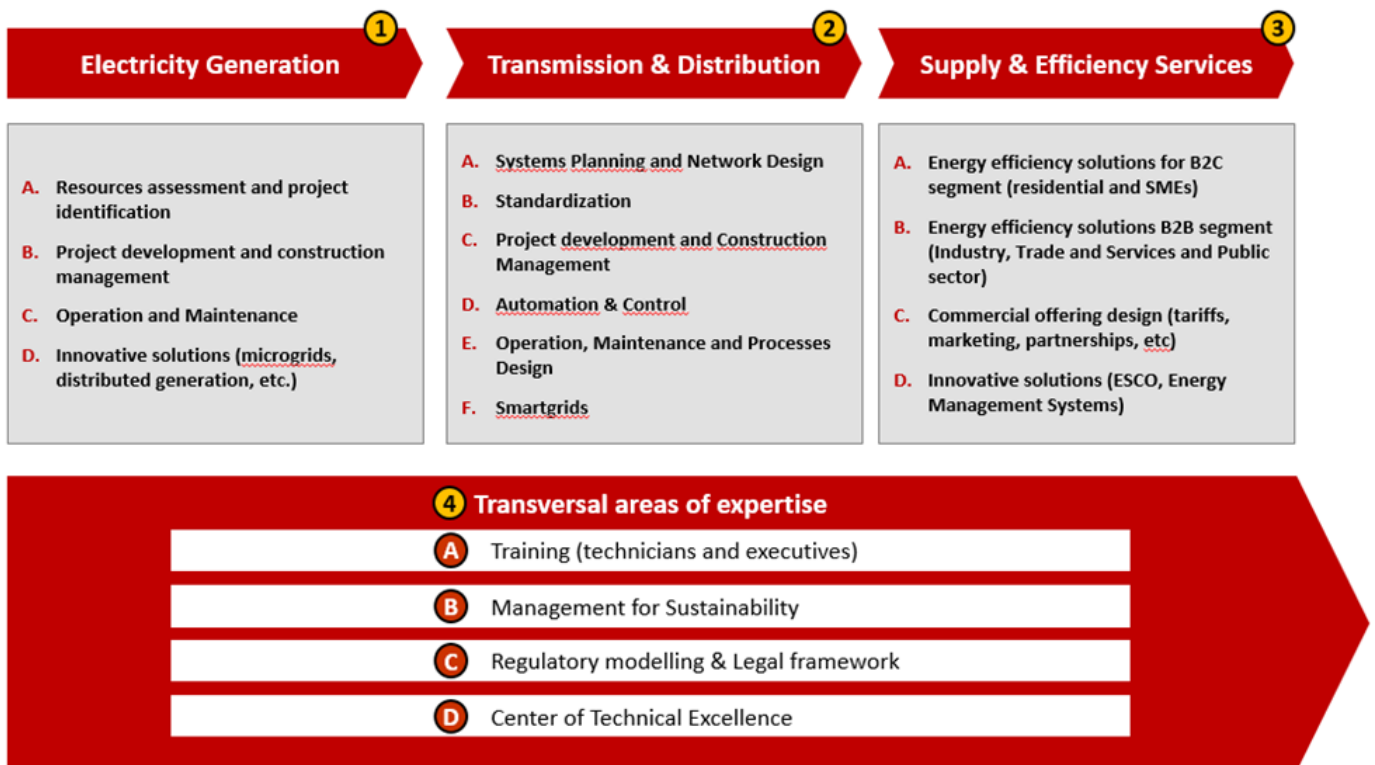 1
Electricity Generation
A. Resources assessment and project
identification
B. Project development and construction
management
C. Operation and Maintenance
D. Innovative solutions (microgrids,
distributed generation, etc.)
2
Transmission & Distribution
A. Systems Planning and Network Design
B. Standardization
C. Project development and Construction
Management
D. Automation & Control
E. Operation, Maintenance and Processes
Design
F. Smartgrids
3
Supply & Efficiency Services
A. Energy efficiency solutions for B2C
segment (residential and SMEs)
B. Energy efficiency solutions B2B segment
(Industry, Trade and Services and Public
sector)
C. Commercial offering design (tariffs,
marketing, partnerships, etc)
D. Innovative solutions (ESCO, Energy
Management Systems)
4 Transversal areas of expertise
A Training (technicians and executives)
B Management for Sustainability
C Regulatory modelling & Legal framework
D Center of Technical Excellence